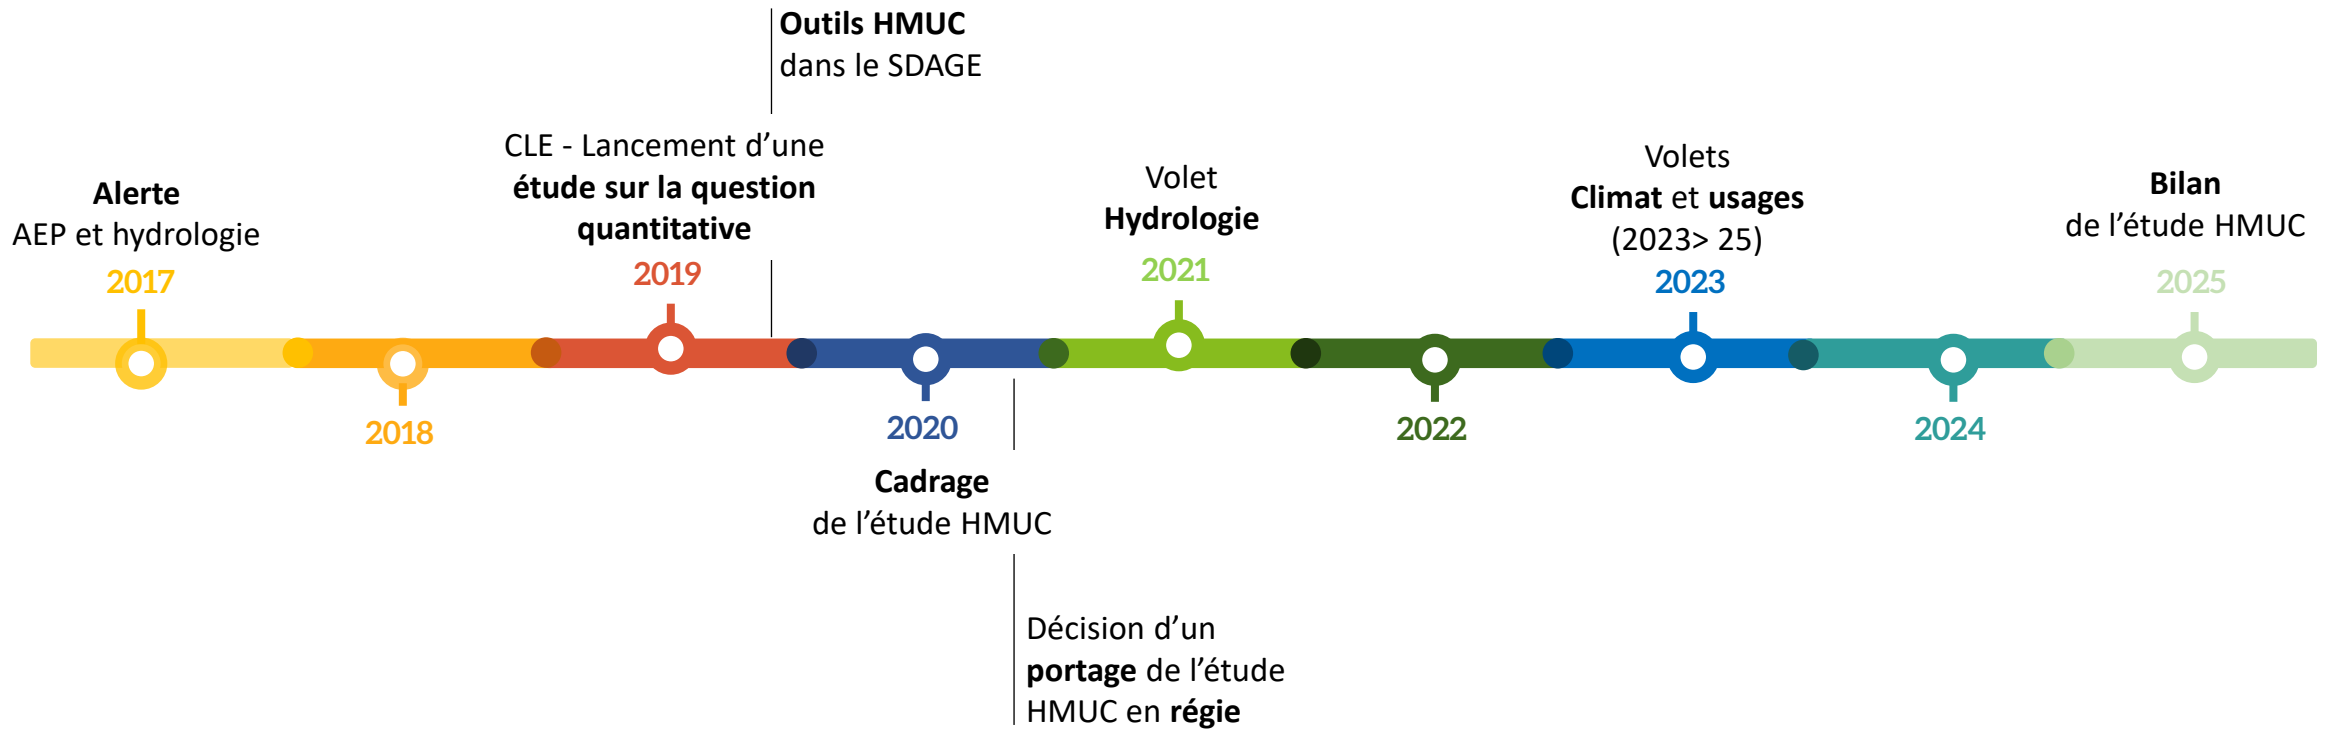 Outils HMUC
dans le SDAGE
Alerte
AEP et hydrologie
2017
2018
CLE - Lancement d’une
étude sur la question
quantitative
2019
2020
Cadrage
de l’étude HMUC
Décision d’un
portage de l’étude
HMUC en régie
Volet
Hydrologie
2021
2022
Volets
Climat et usages
(2023> 25)
2023
2024
Bilan
de l’étude HMUC
2025